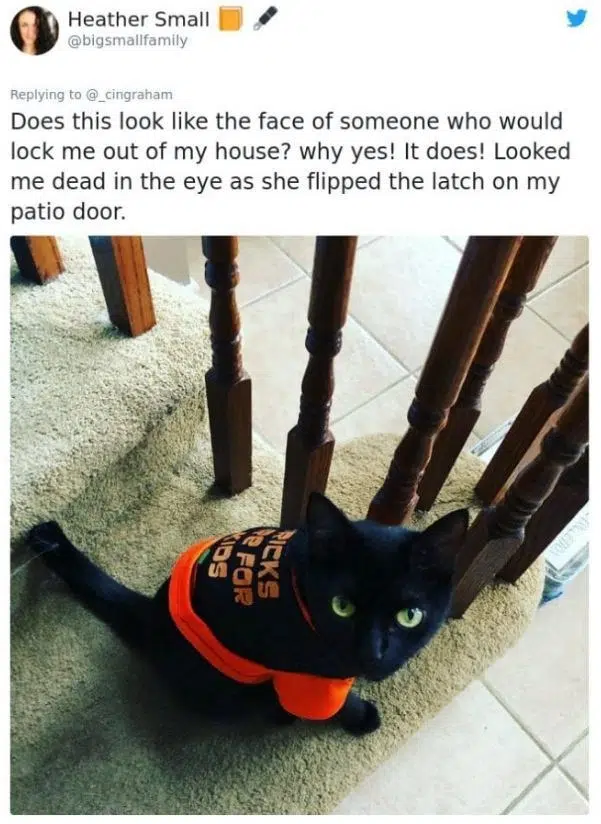 Heather Small
@bigsmallfamily
Replying to @_cingraham
Does this look like the face of someone who would
lock me out of my house? why yes! It does! Looked
me dead in the eye as she flipped the latch on my
patio door.
FOR